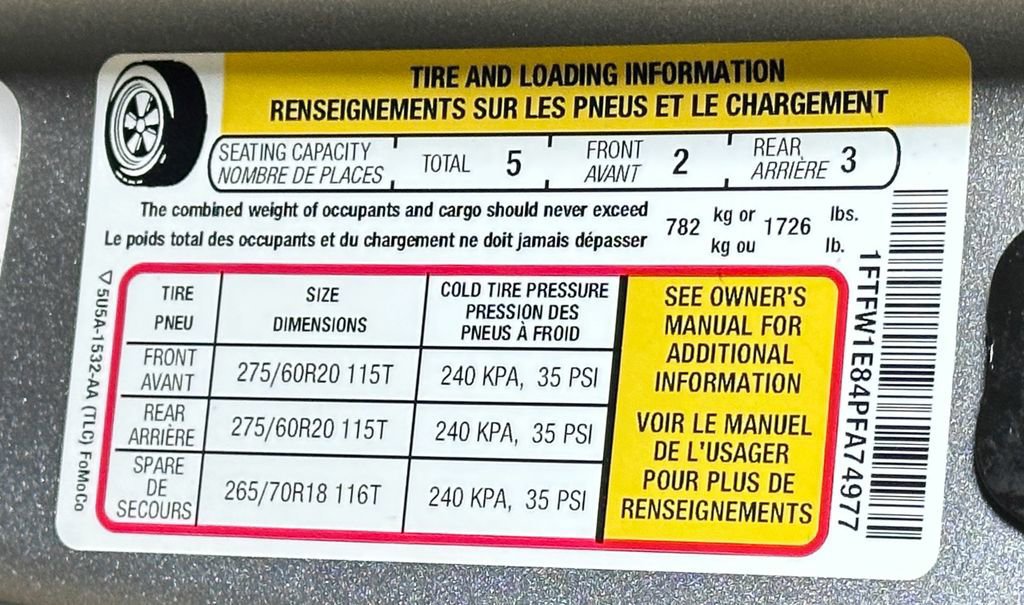 TIRE AND LOADING INFORMATION
RENSEIGNEMENTS SUR LES PNEUS ET LE CHARGEMENT
SEATING CAPACITY
NOMBRE DE PLACES
TOTAL 5
FRONT
AVANT
2
REAR
ARRIÈRE
3
The combined weight of occupants and cargo should never exceed
Le poids total des occupants et du chargement ne doit jamais dépasser
782 kg or 1726 lbs.
kg ou lb.
TIRE
PNEU
SIZE
DIMENSIONS
COLD TIRE PRESSURE
PRESSION DES
PNEUS À FROID
FRONT
AVANT
275/60R20 115T
240 KPA, 35 PSI
REAR
ARRIÈRE
275/60R20 115T
240 KPA, 35 PSI
SPARE
DE
SECOURS
265/70R18 116T
240 KPA, 35 PSI
SEE OWNER'S
MANUAL FOR
ADDITIONAL
INFORMATION
VOIR LE MANUEL
DE L'USAGER
POUR PLUS DE
RENSEIGNEMENTS
1FTFW1E84PFA74977
5U5A-1532-AA (TLC) FoMoCo